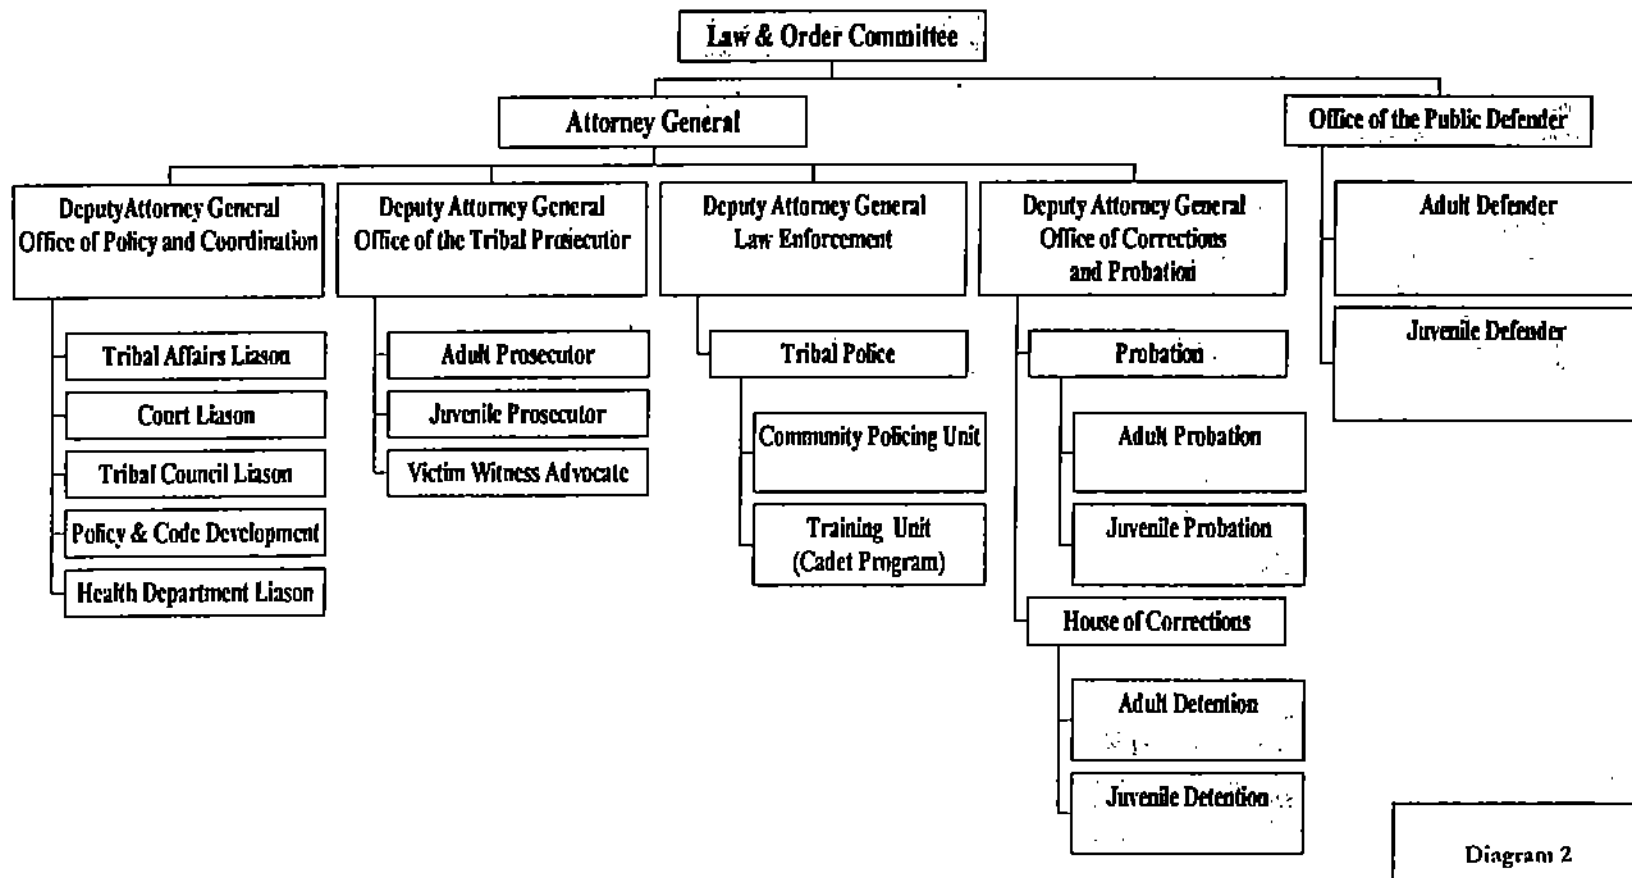 Law & Order Committee
Attorney General
Office of the Public Defender
Deputy Attorney General
Office of Policy and Coordination
Deputy Attorney General
Office of the Tribal Prosecutor
Deputy Attorney General
Law Enforcement
Deputy Attorney General
Office of Corrections
and Probation
Adult Defender
Juvenile Defender
Tribal Affairs Liason
Court Liason
Tribal Council Liason
Policy & Code Development
Health Department Liason
Adult Prosecutor
Juvenile Prosecutor
Victim Witness Advocate
Tribal Police
Community Policing Unit
Training Unit
(Cadet Program)
Probation
Adult Probation
Juvenile Probation
House of Corrections
Adult Detention
Juvenile Detention
Diagram 2